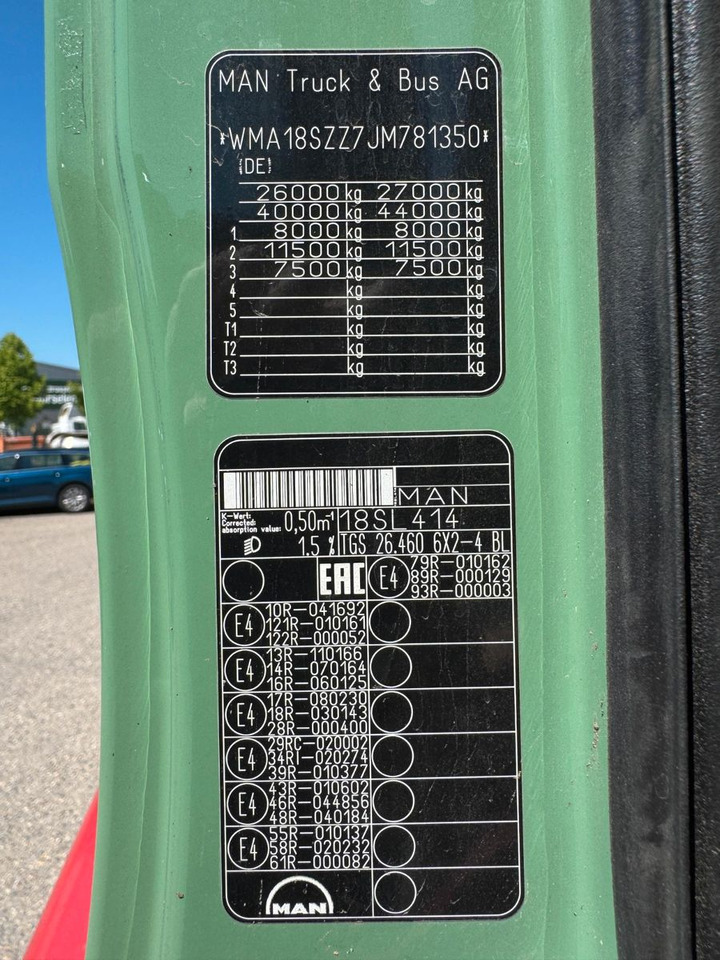 MAN Truck & Bus AG
*WMA18SZZ7JM781350*
(DE)
26000 kg 27000 kg
40000 kg 44000 kg
1 8000 kg 8000 kg
2 11500 kg 11500 kg
3 7500 kg 7500 kg
4 kg kg
5 kg kg
T1 kg kg
T2 kg kg
T3 kg kg
MAN
K-Wert:
Corrected
absorption value: 0,50m⁻¹ 18SL414
1.5 % TGS 26.460 6X2-4 BL
EAC E4 79R-010162
89R-000129
93R-000003
E4 10R-041692
121R-010161
122R-000052
E4 13R-110166
14R-070164
16R-060125
E4 17R-080230
18R-030143
28R-000400
E4 29RC-020002
34RI-020274
39R-010377
E4 43R-010602
46R-044856
48R-040184
E4 55R-010137
58R-020232
61R-000082
MAN